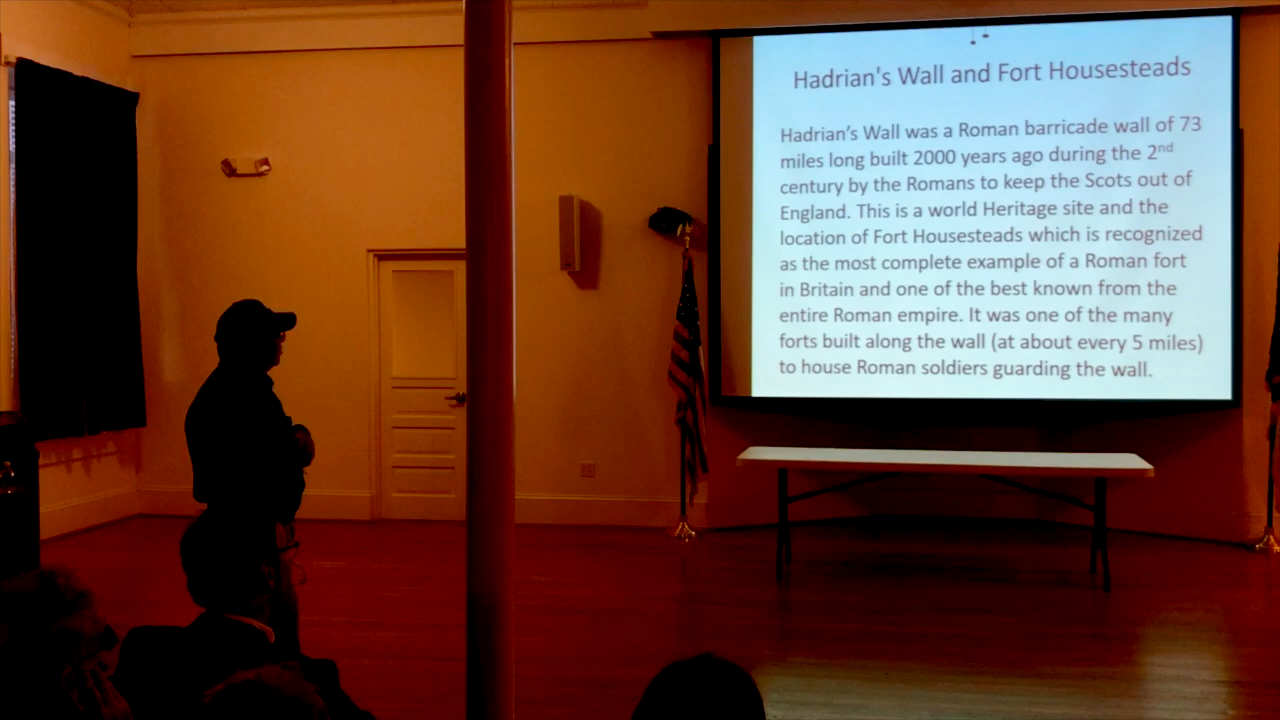 Hadrian's Wall and Fort Housesteads
Hadrian's Wall was a Roman barricade wall of 73
miles long built 2000 years ago during the 2nd
century by the Romans to keep the Scots out of
England. This is a world Heritage site and the
location of Fort Housesteads which is recognized
as the most complete example of a Roman fort
in Britain and one of the best known from the
entire Roman empire. It was one of the many
forts built along the wall (at about every 5 miles)
to house Roman soldiers guarding the wall.